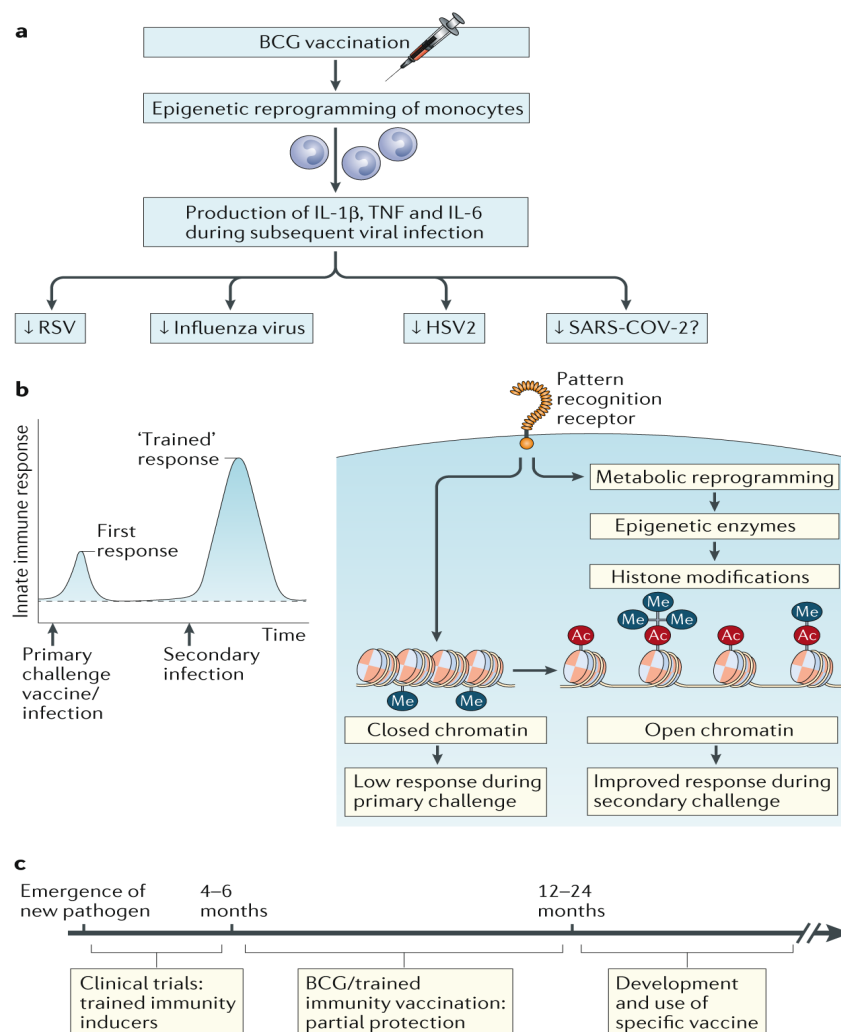 a
BCG vaccination
Epigenetic reprogramming of monocytes
Production of IL-1β, TNF and IL-6
during subsequent viral infection
↓ RSV
↓ Influenza virus
↓ HSV2
↓ SARS-COV-2?
b
Innate immune response
'Trained'
response
First
response
Time
Primary
challenge
vaccine/
infection
Secondary
infection
Pattern
recognition
receptor
Metabolic reprogramming
Epigenetic enzymes
Histone modifications
Me
Me
Me
Me
Ac
Ac
Ac
Ac
Me
Me
Closed chromatin
Open chromatin
Low response during
primary challenge
Improved response during
secondary challenge
c
Emergence of
new pathogen
4–6
months
12–24
months
Clinical trials:
trained immunity
inducers
BCG/trained
immunity vaccination:
partial protection
Development
and use of
specific vaccine